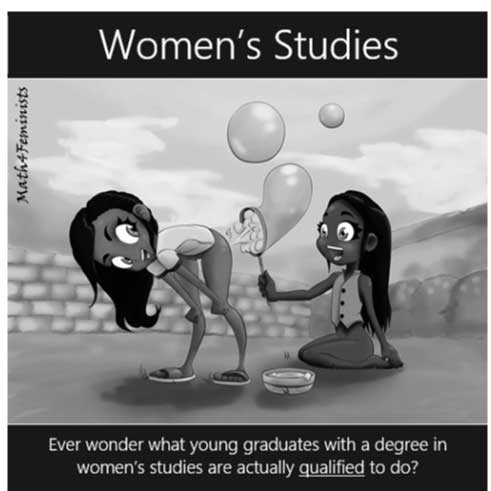 Women's Studies
Math4Feminists
Ever wonder what young graduates with a degree in
women's studies are actually qualified to do?